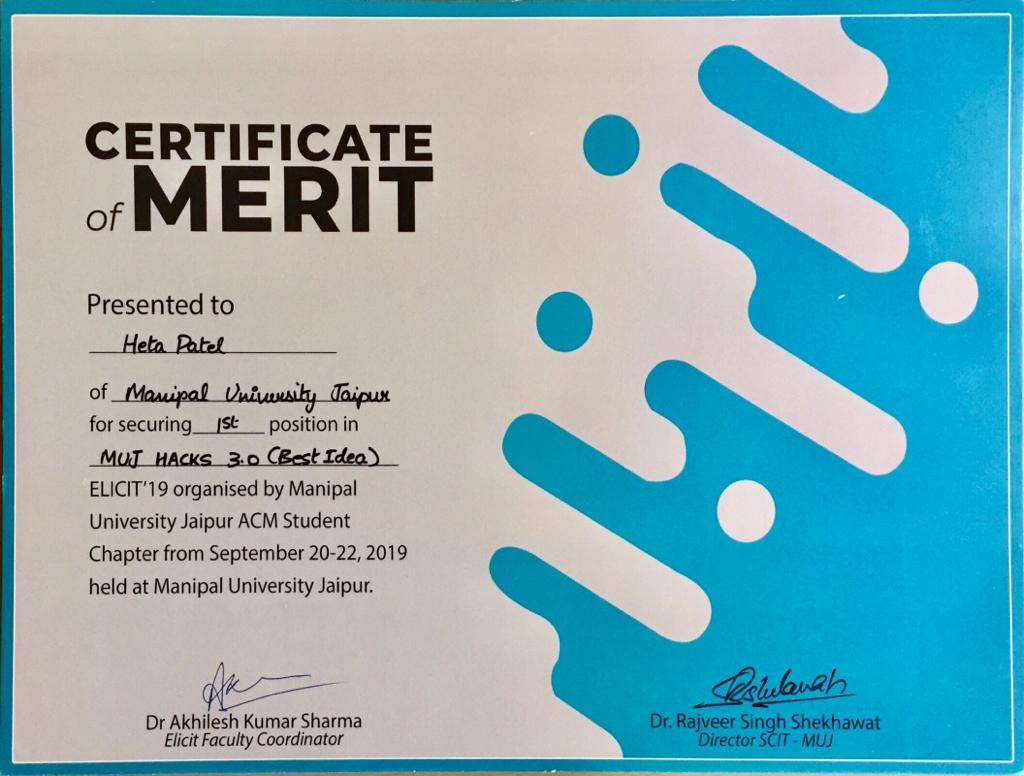 CERTIFICATE
of MERIT
Presented to
Heta Patel
of Manipal University Jaipur
for securing 1st position in
MUJ HACKS 3.0 (Best Idea)
ELICIT'19 organised by Manipal
University Jaipur ACM Student
Chapter from September 20-22, 2019
held at Manipal University Jaipur.
Dr Akhilesh Kumar Sharma
Elicit Faculty Coordinator
Dr. Rajveer Singh Shekhawat
Director SCIT - MUJ